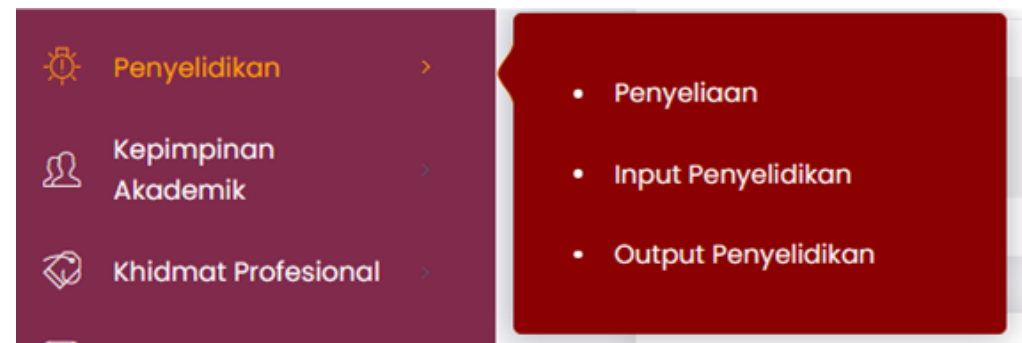 Penyelidikan
Kepimpinan
Akademik
Khidmat Profesional
Penyeliaan
Input Penyelidikan
Output Penyelidikan